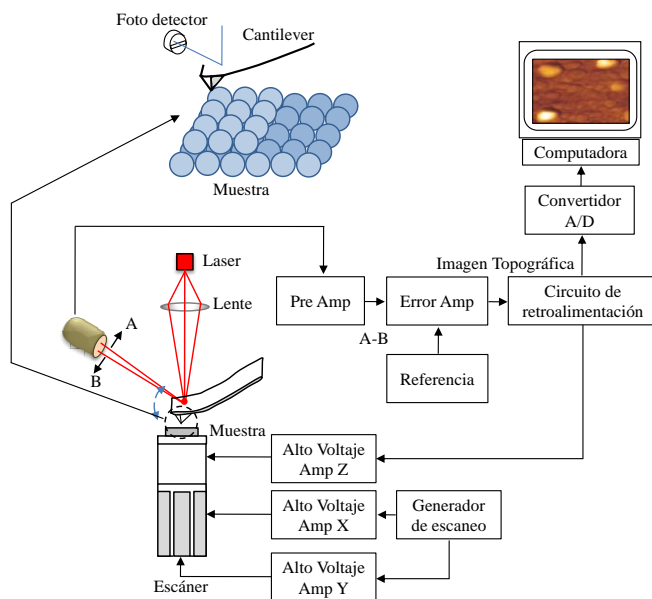 Foto detector
Cantilever
Muestra
Computadora
Convertidor
A/D
Laser
Lente
Imagen Topográfica
Pre Amp
Error Amp
Circuito de
retroalimentación
A-B
Referencia
A
B
Muestra
Alto Voltaje
Amp Z
Alto Voltaje
Amp X
Generador
de escaneo
Alto Voltaje
Amp Y
Escáner